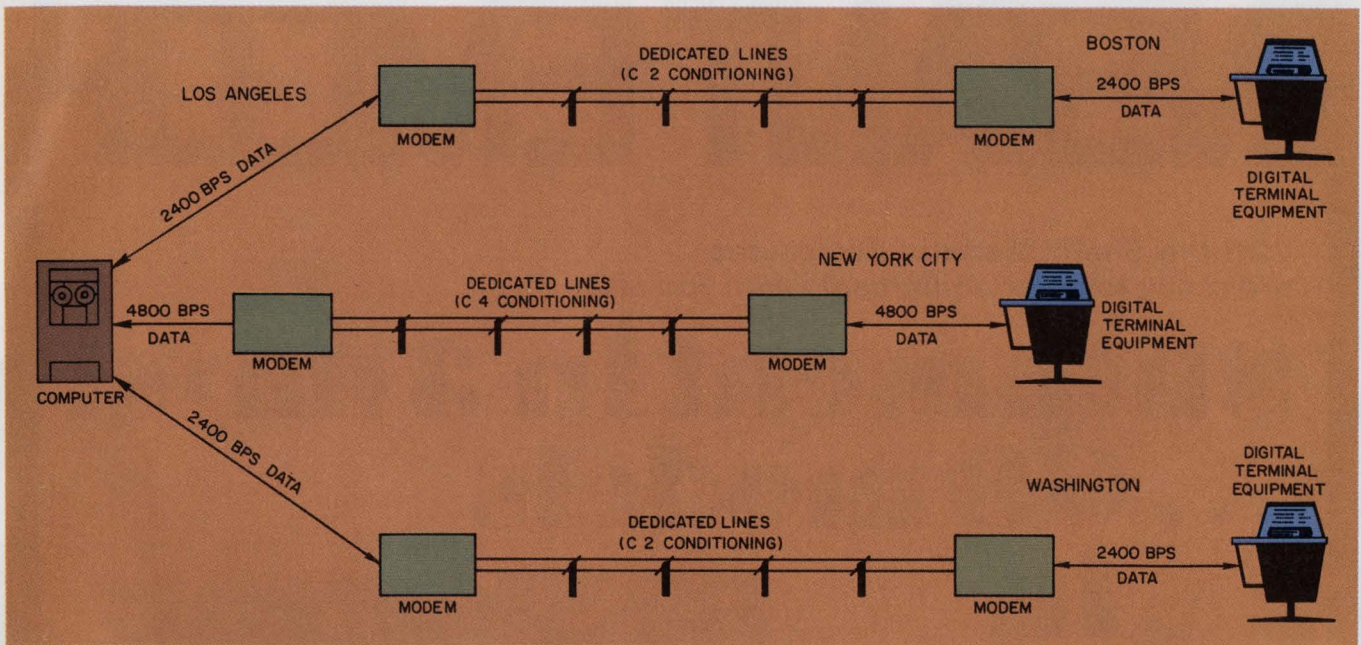 LOS ANGELES
DEDICATED LINES
(C 2 CONDITIONING)
BOSTON
MODEM
MODEM
2400 BPS
DATA
DIGITAL
TERMINAL
EQUIPMENT
2400 BPS DATA
COMPUTER
4800 BPS
DATA
MODEM
DEDICATED LINES
(C 4 CONDITIONING)
NEW YORK CITY
MODEM
4800 BPS
DATA
DIGITAL
TERMINAL
EQUIPMENT
2400 BPS DATA
MODEM
DEDICATED LINES
(C 2 CONDITIONING)
WASHINGTON
MODEM
2400 BPS
DATA
DIGITAL
TERMINAL
EQUIPMENT